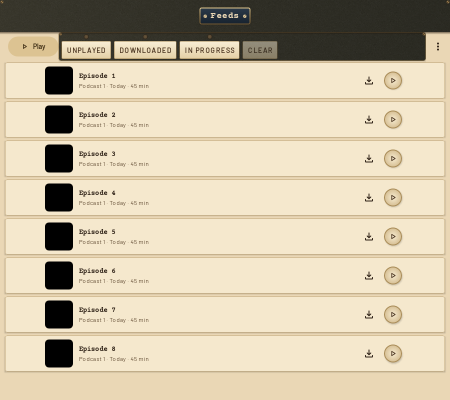 Feeds
Play
UNPLAYED DOWNLOADED IN PROGRESS CLEAR
Episode 1
Podcast 1 · Today · 45 min
Episode 2
Podcast 1 · Today · 45 min
Episode 3
Podcast 1 · Today · 45 min
Episode 4
Podcast 1 · Today · 45 min
Episode 5
Podcast 1 · Today · 45 min
Episode 6
Podcast 1 · Today · 45 min
Episode 7
Podcast 1 · Today · 45 min
Episode 8
Podcast 1 · Today · 45 min